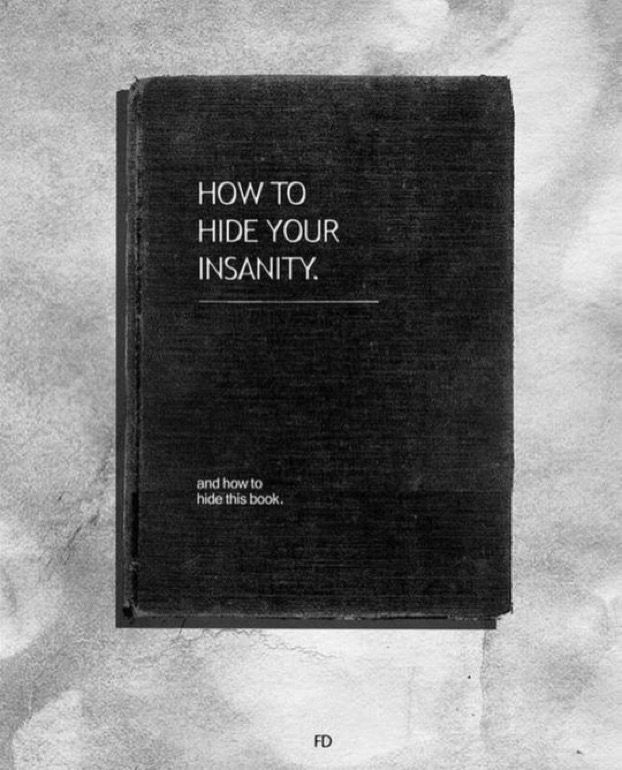 HOW TO
HIDE YOUR
INSANITY.
and how to
hide this book.
FD